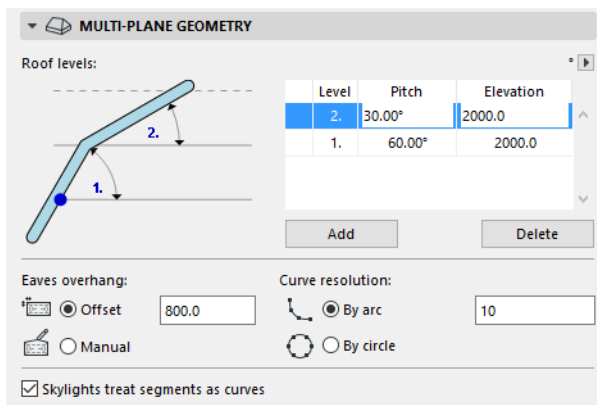 MULTI-PLANE GEOMETRY
Roof levels:
°
Level Pitch Elevation
2. 30.00° 2000.0
1. 60.00° 2000.0
2.
1.
Add Delete
Eaves overhang: Curve resolution:
Offset 800.0 By arc 10
Manual By circle
Skylights treat segments as curves